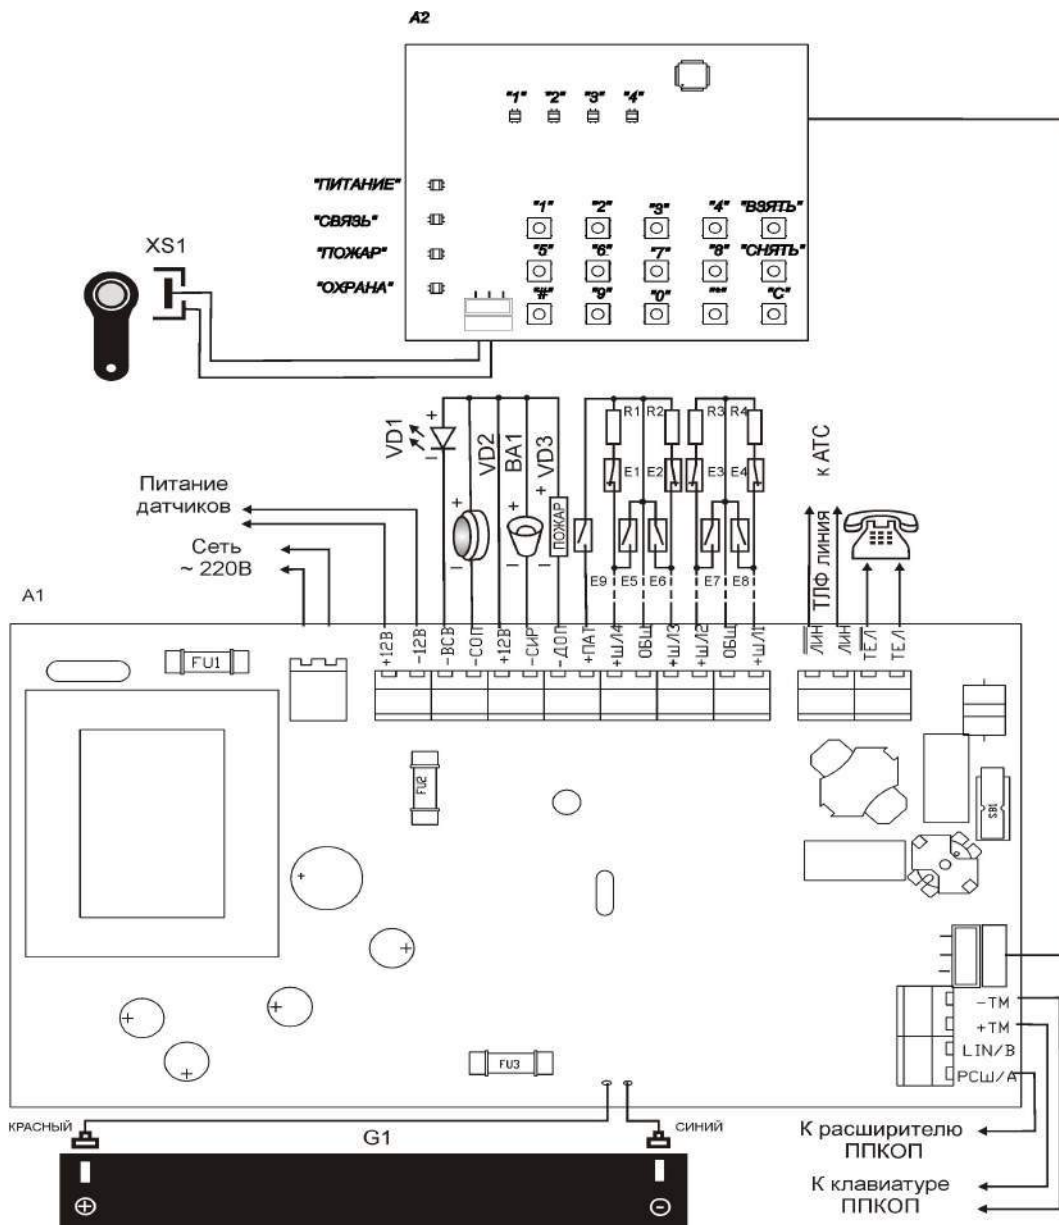 A2
"1" "2" "3" "4"
"ПИТАНИЕ"
"СВЯЗЬ"
"ПОЖАР"
"ОХРАНА"
"1" "2" "3" "4" "ВЗЯТЬ"
"5" "6" "7" "8" "СНЯТЬ"
"#" "9" "0" "*" "С"
XS1
VD1
VD2
BA1
VD3
+ + + +
− − −
ПОЖАР
R1 R2 R3 R4
E1 E2 E3 E4
E9 E5 E6 E7 E8
к АТС
ТЛФ линия
Питание
датчиков
Сеть
~ 220В
A1
+12В
-12В
-ВСВ
-СОП
+12В
-СИР
-ДОП
+ПАТ
+ШЛ4
ОБЩ
+ШЛ3
+ШЛ2
ОБЩ
+ШЛ1
ЛИН
ЛИН
ТЕЛ
ТЕЛ
FU1
FU2
SB1
+
+
+
+
+
FU3
-ТМ
+ТМ
LIN/B
PCШ/A
КРАСНЫЙ
G1
СИНИЙ
+ −
К расширителю
ППКОП
К клавиатуре
ППКОП